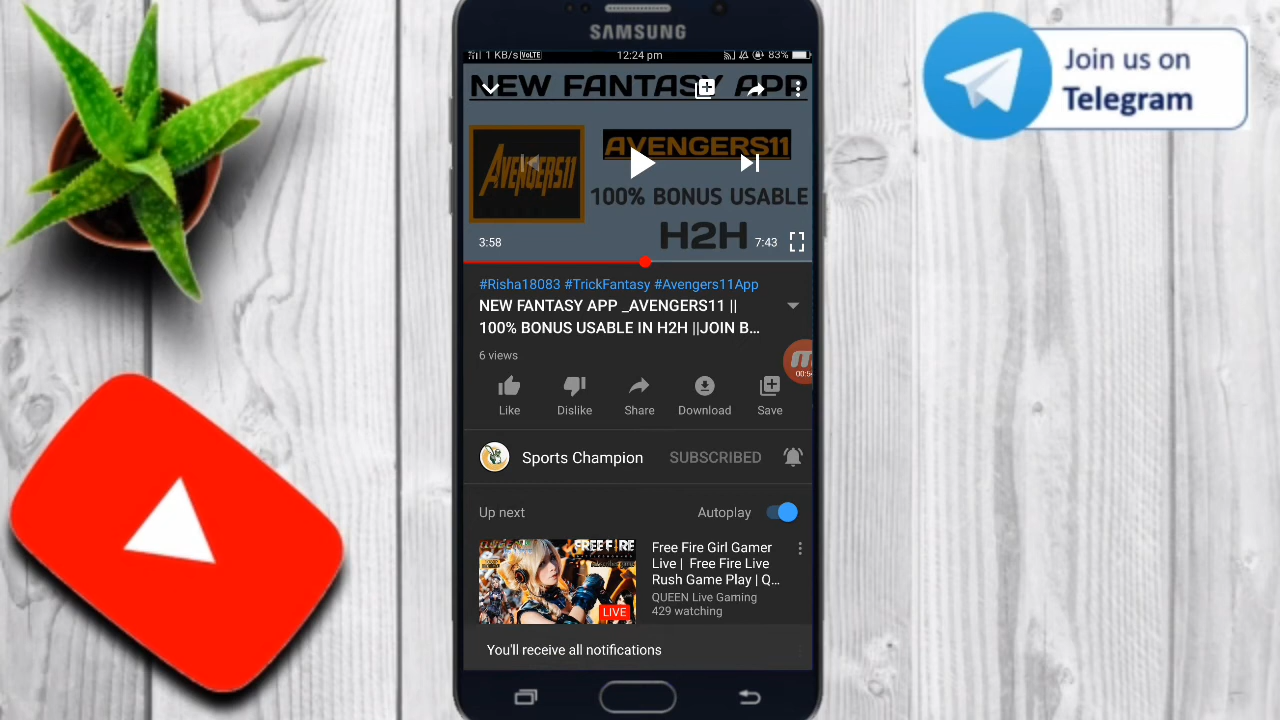 Join us on
Telegram
SAMSUNG
1 KB/s VoLTE
12:24 pm
83%
NEW FANTASY APP
AVENGERS11
AVENGERS11
100% BONUS USABLE
H2H
3:58
7:43
#Risha18083 #TrickFantasy #Avengers11App
NEW FANTASY APP _AVENGERS11 ||
100% BONUS USABLE IN H2H ||JOIN B...
6 views
Like
Dislike
Share
Download
Save
Sports Champion
SUBSCRIBED
Up next
Autoplay
FREE FIRE
LIVE
Free Fire Girl Gamer
Live | Free Fire Live
Rush Game Play | Q...
QUEEN Live Gaming
429 watching
You'll receive all notifications